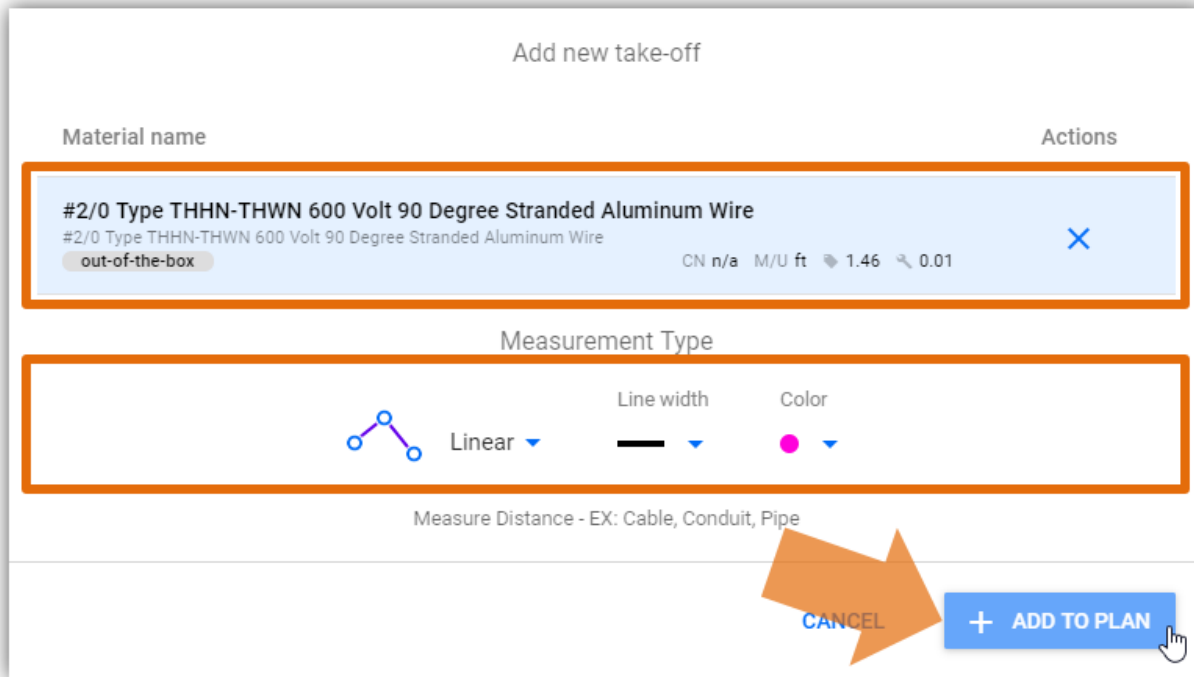 Add new take-off
Material name Actions
#2/0 Type THHN-THWN 600 Volt 90 Degree Stranded Aluminum Wire
#2/0 Type THHN-THWN 600 Volt 90 Degree Stranded Aluminum Wire
out-of-the-box CN n/a M/U ft 1.46 0.01
Measurement Type
Line width Color
Linear
Measure Distance - EX: Cable, Conduit, Pipe
CANCEL + ADD TO PLAN